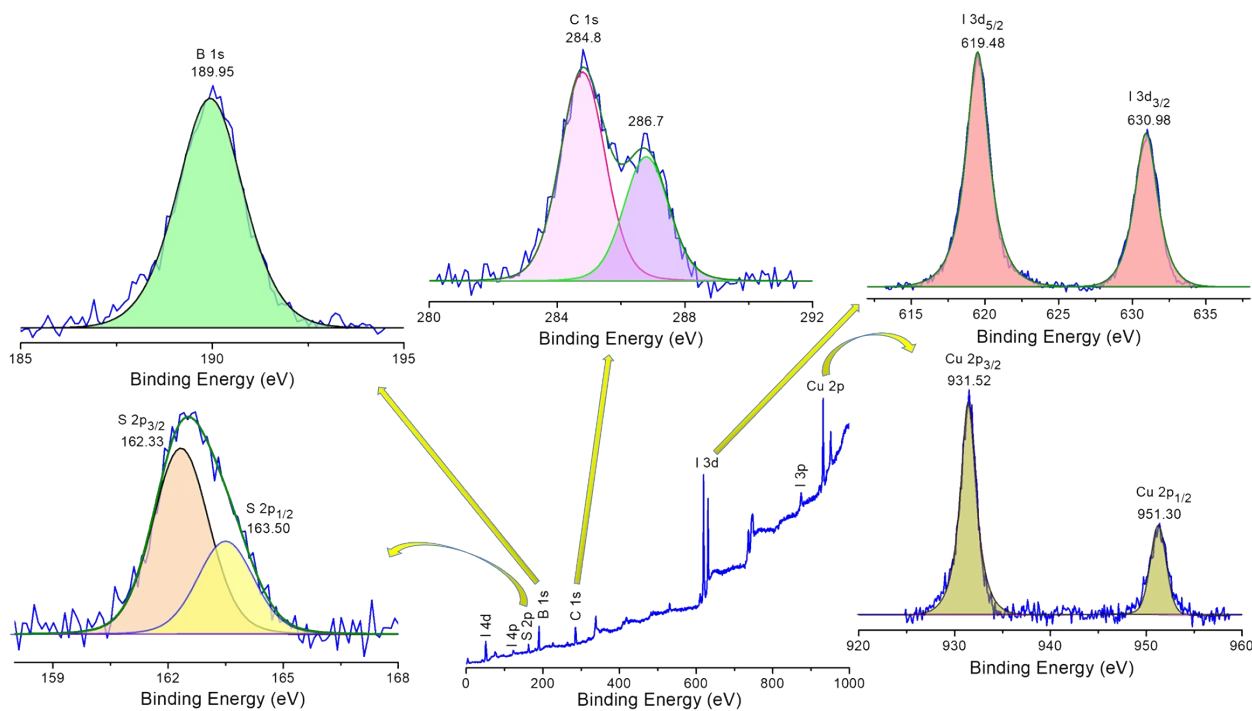 B 1s
189.95
185
190
195
Binding Energy (eV)
C 1s
284.8
286.7
280
284
288
292
Binding Energy (eV)
I 3d5/2
619.48
I 3d3/2
630.98
615
620
625
630
635
Binding Energy (eV)
S 2p3/2
162.33
S 2p1/2
163.50
159
162
165
168
Binding Energy (eV)
I 4d
I 4p
S 2p
B 1s
C 1s
I 3d
I 3p
Cu 2p
0
200
400
600
800
1000
Binding Energy (eV)
Cu 2p3/2
931.52
Cu 2p1/2
951.30
920
930
940
950
960
Binding Energy (eV)